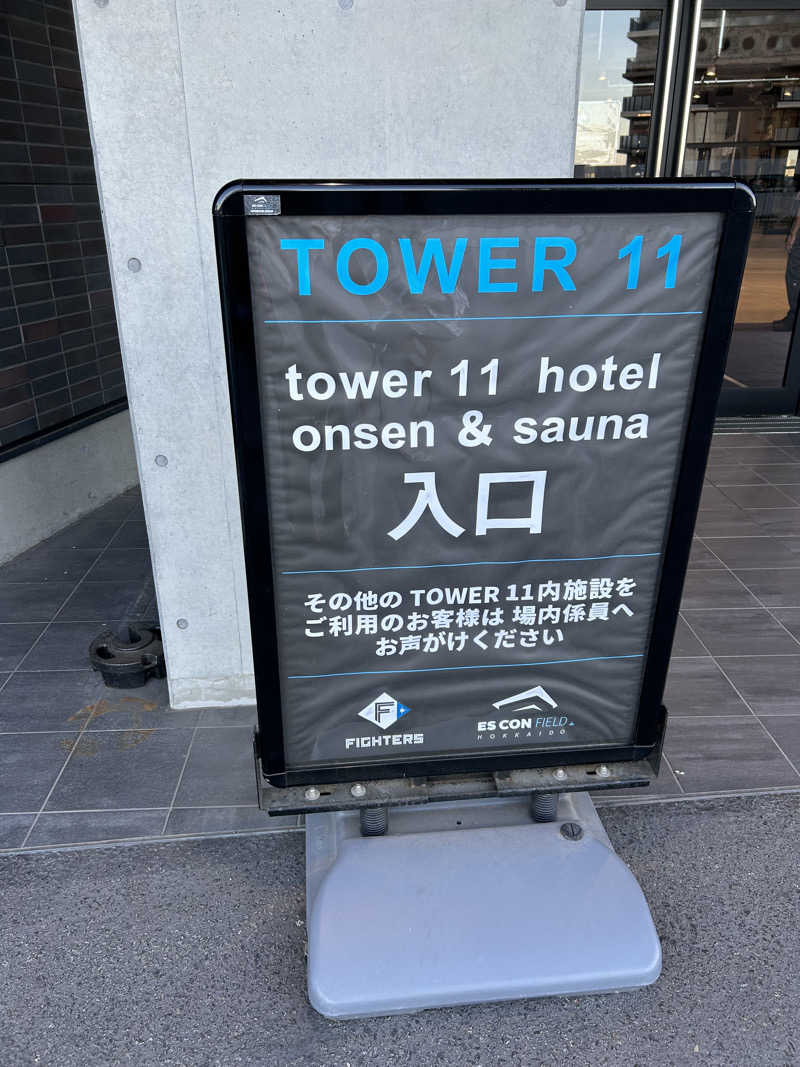 TOWER 11
tower 11 hotel
onsen & sauna
入口
その他の TOWER 11内施設を
ご利用のお客様は 場内係員へ
お声がけください
F
FIGHTERS
ES CON FIELD
HOKKAIDO